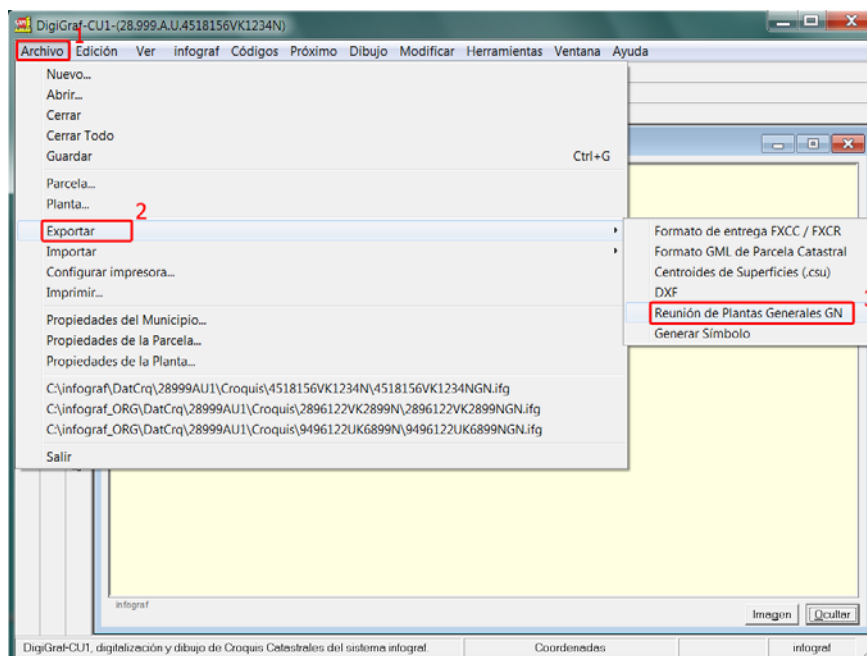 DigiGraf-CU1-(28.999.A.U.4518156VK1234N)
1
Archivo Edición Ver infograf Códigos Próximo Dibujo Modificar Herramientas Ventana Ayuda
Nuevo...
Abrir...
Cerrar
Cerrar Todo
Guardar Ctrl+G
Parcela...
Planta...
2
Exportar
Importar
Configurar impresora...
Imprimir...
Propiedades del Municipio...
Propiedades de la Parcela...
Propiedades de la Planta...
C:\infograf\DatCrq\28999AU1\Croquis\4518156VK1234N\4518156VK1234NGN.ifg
C:\infograf_ORG\DatCrq\28999AU1\Croquis\2896122VK2899N\2896122VK2899NGN.ifg
C:\infograf_ORG\DatCrq\28999AU1\Croquis\9496122UK6899N\9496122UK6899NGN.ifg
Salir
Formato de entrega FXCC / FXCR
Formato GML de Parcela Catastral
Centroides de Superficies (.csu)
DXF
Reunión de Plantas Generales GN
Generar Símbolo
infograf
Imagen Ocultar
DigiGraf-CU1, digitalización y dibujo de Croquis Catastrales del sistema infograf. Coordenadas infograf